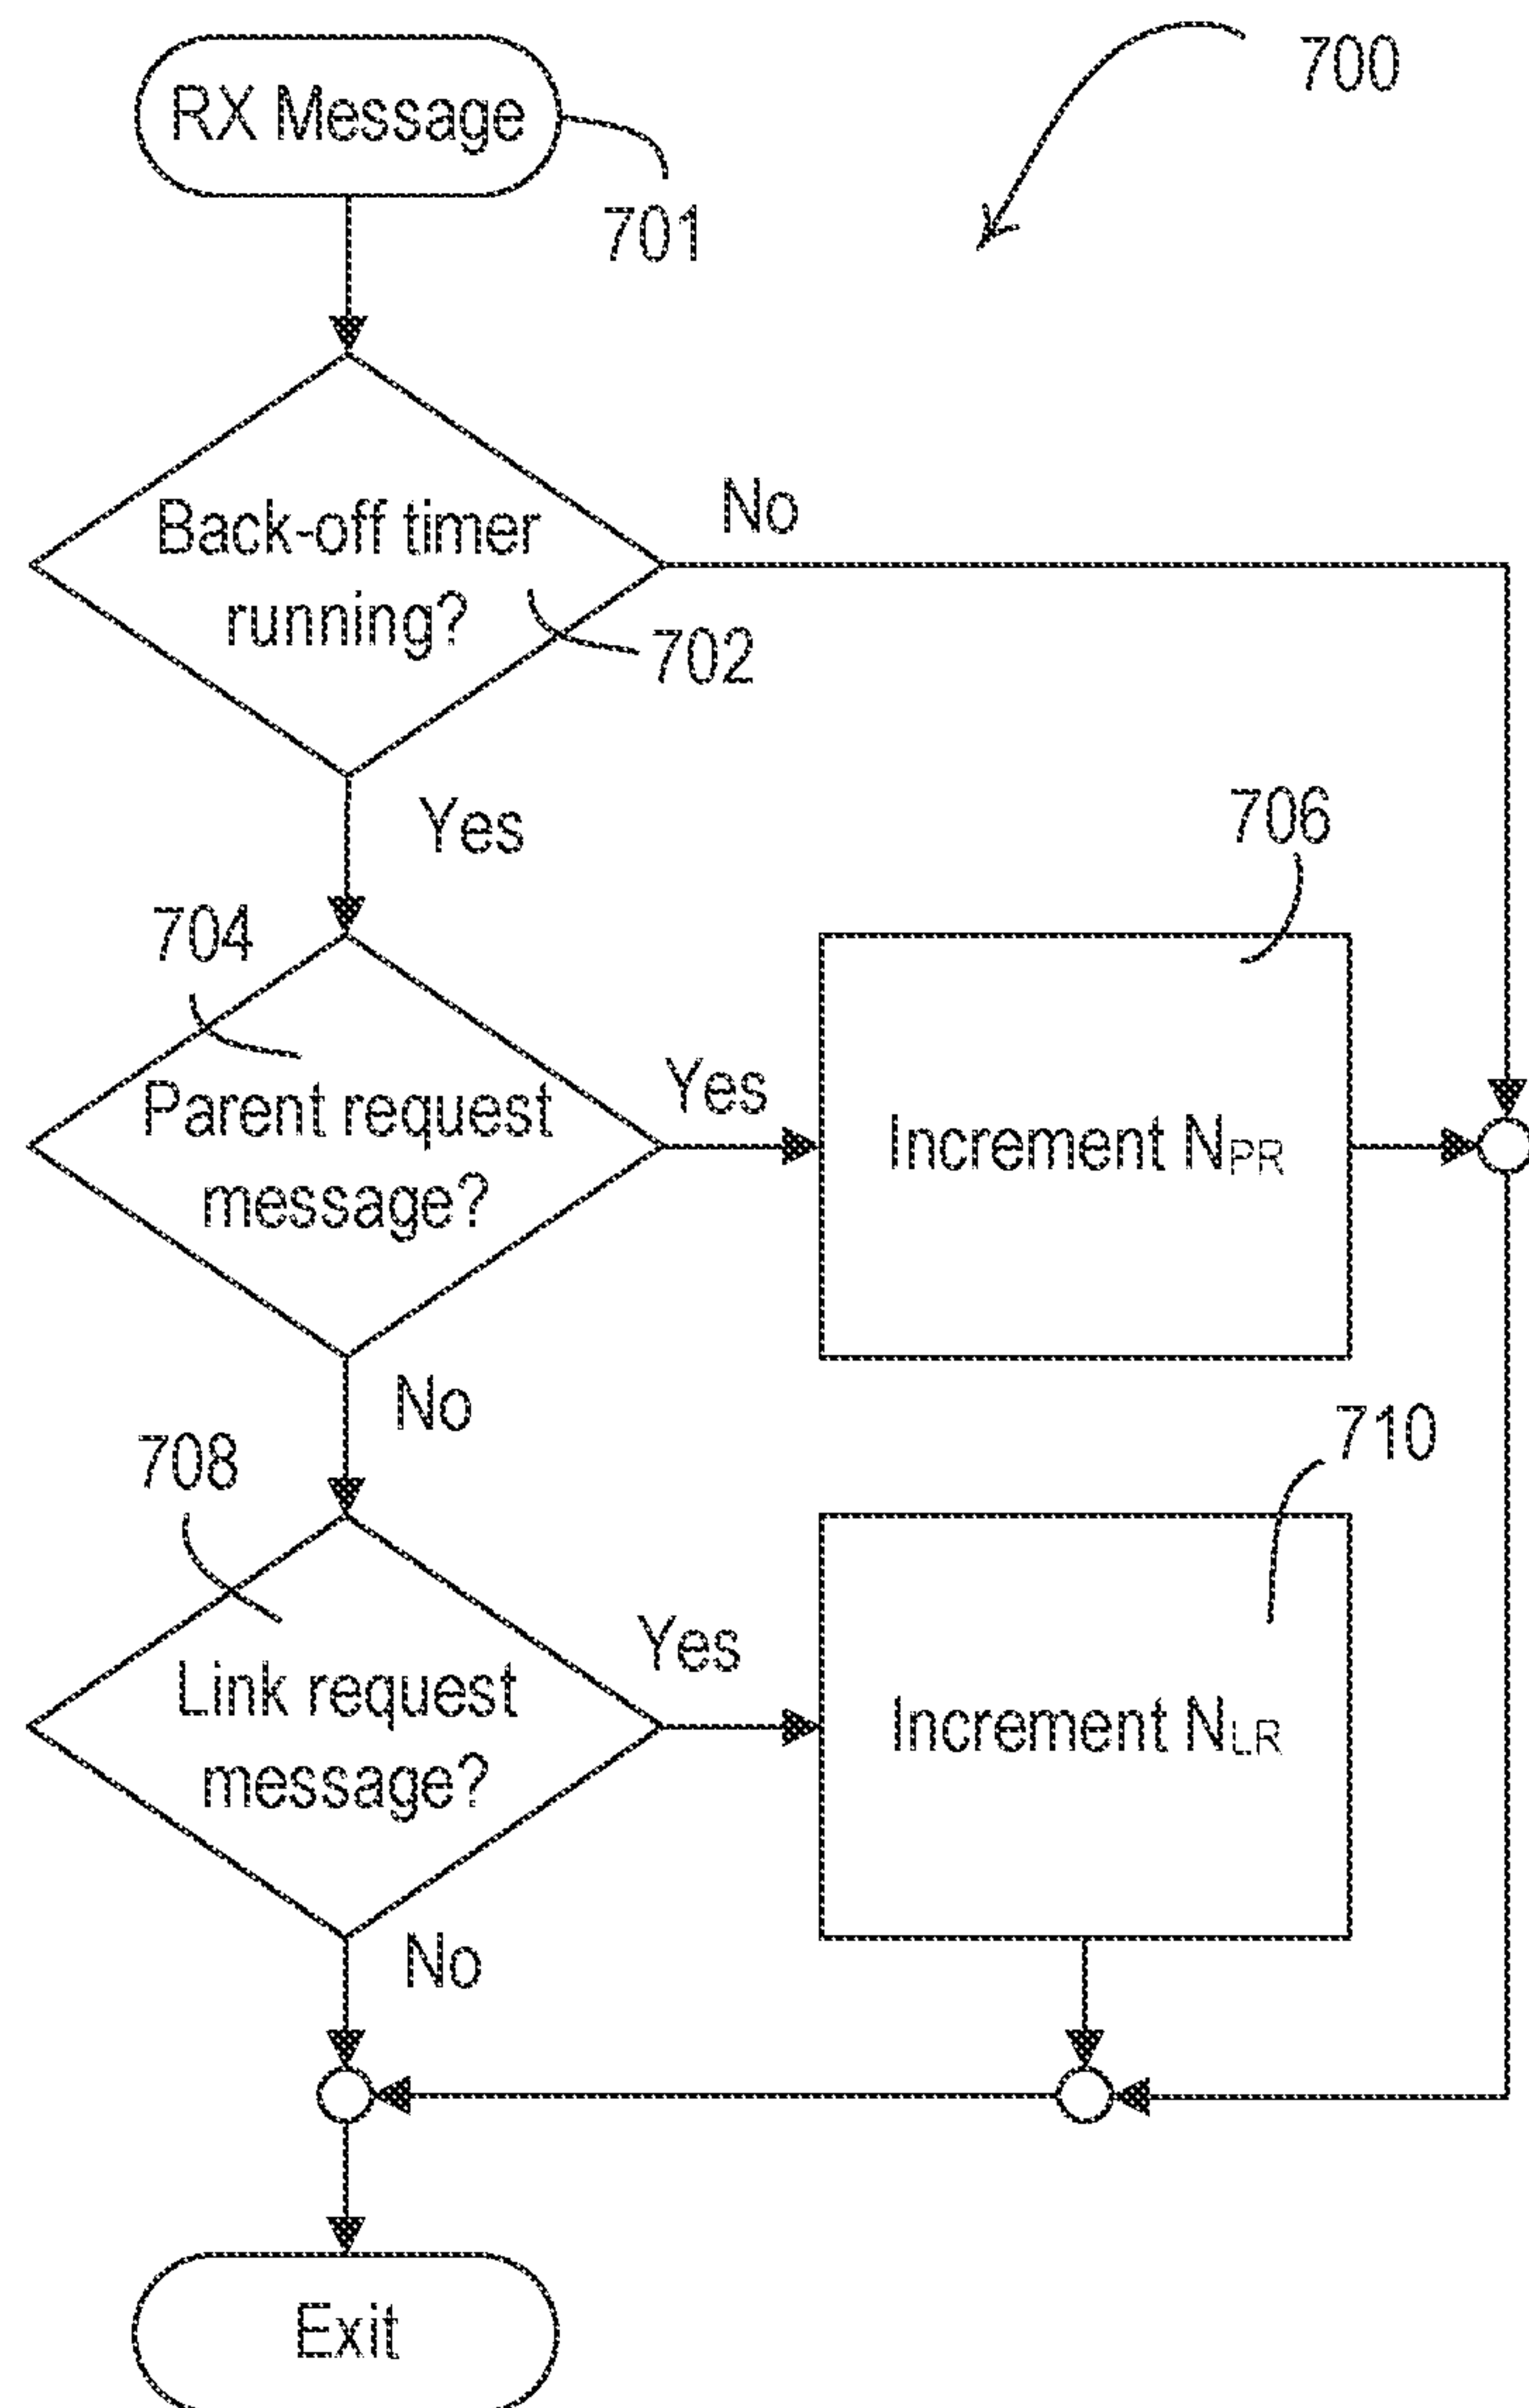 700
RX Message
701
Back-off timer
running?
702
No
Yes
704
706
Parent request
message?
Yes
Increment NPR
No
708
710
Link request
message?
Yes
Increment NLR
No
Exit